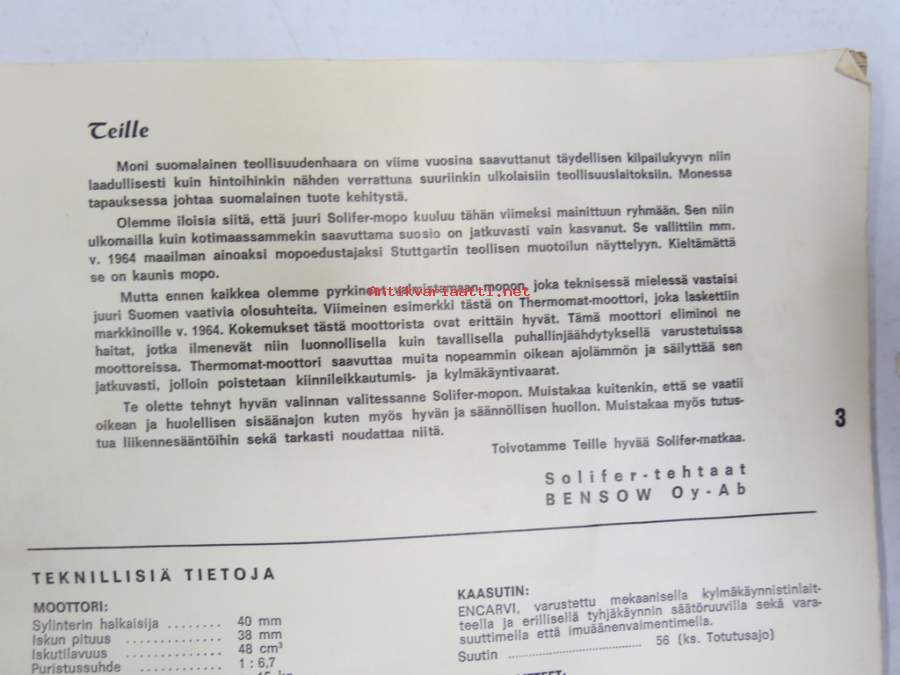 Teille
Moni suomalainen teollisuudenhaara on viime vuosina saavuttanut täydellisen kilpailukyvyn niin
laadullisesti kuin hintoihinkin nähden verrattuna suuriinkin ulkolaisiin teollisuuslaitoksiin. Monessa
tapauksessa johtaa suomalainen tuote kehitystä.
Olemme iloisia siitä, että juuri Solifer-mopo kuuluu tähän viimeksi mainittuun ryhmään. Sen niin
ulkomailla kuin kotimaassammekin saavuttama suosio on jatkuvasti vain kasvanut. Se vallittiin mm.
v. 1964 maailman ainoaksi mopoedustajaksi Stuttgartin teollisen muotoilun näyttelyyn. Kieltämättä
se on kaunis mopo.
Mutta ennen kaikkea olemme pyrkineet valmistamaan mopon, joka teknisessä mielessä vastaisi
Antikvariaatti.net
juuri Suomen vaativia olosuhteita. Viimeinen esimerkki tästä on Thermomat-moottori, joka laskettiin
markkinoille v. 1964. Kokemukset tästä moottorista ovat erittäin hyvät. Tämä moottori eliminoi ne
haitat, jotka ilmenevät niin luonnollisella kuin tavallisella puhallinjäähdytyksellä varustetuissa
moottoreissa. Thermomat-moottori saavuttaa muita nopeammin oikean ajolämmön ja säilyttää sen
jatkuvasti, jolloin poistetaan kiinnileikkautumis- ja kylmäkäyntivaarat.
Te olette tehnyt hyvän valinnan valitessanne Solifer-mopon. Muistakaa kuitenkin, että se vaatii
oikean ja huolellisen sisäänajon kuten myös hyvän ja säännöllisen huollon. Muistakaa myös tutus-
tua liikennesääntöihin sekä tarkasti noudattaa niitä.
3
Toivotamme Teille hyvää Solifer-matkaa.
Solifer-tehtaat
BENSOW Oy-Ab
TEKNILLISIÄ TIETOJA
MOOTTORI:
Sylinterin halkaisija ........ 40 mm
Iskun pituus .............. 38 mm
Iskutilavuus .............. 48 cm³
Puristussuhde ............ 1 : 6,7
KAASUTIN:
ENCARVI, varustettu mekaanisella kylmäkäynnistinlait-
teella ja erillisellä tyhjäkäynnin säätöruuvilla sekä vara-
suuttimella että imuäänenvaimentimella.
Suutin .............................. 56 (ks. Totutusajo)